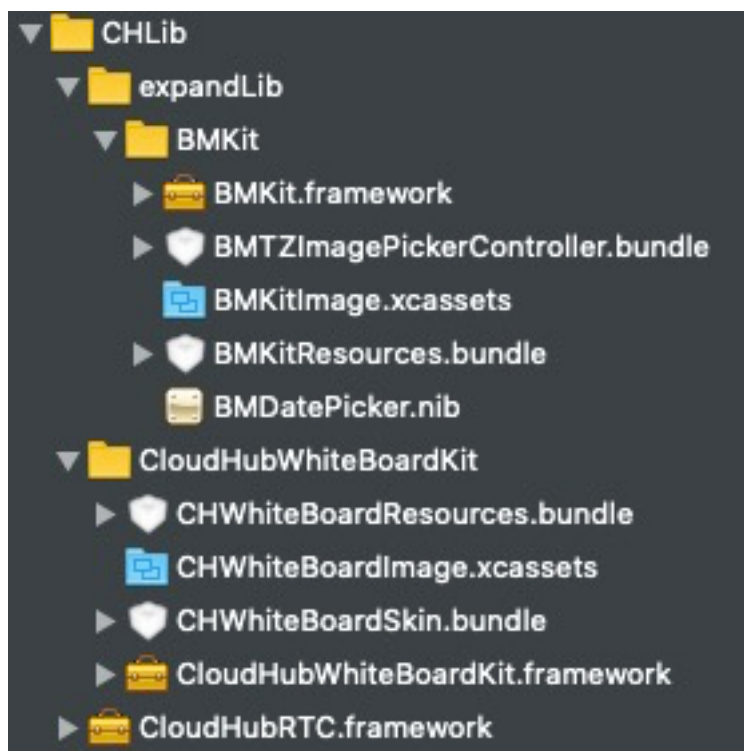 CHLib
expandLib
BMKit
BMKit.framework
BMTZImagePickerController.bundle
BMKitImage.xcassets
BMKitResources.bundle
BMDatePicker.nib
CloudHubWhiteBoardKit
CHWhiteBoardResources.bundle
CHWhiteBoardImage.xcassets
CHWhiteBoardSkin.bundle
CloudHubWhiteBoardKit.framework
CloudHubRTC.framework